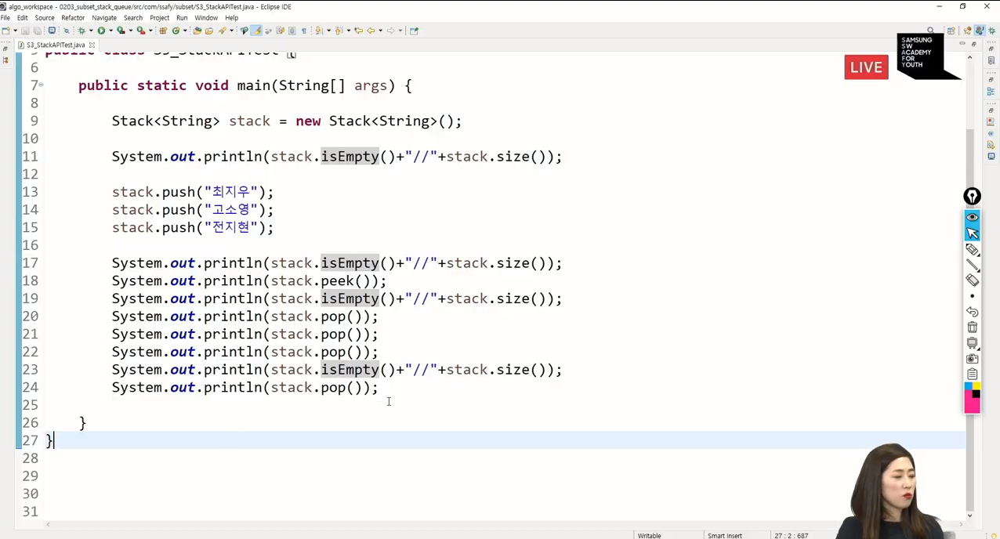 algo_workspace - 0203_subset_stack_queue/src/com/ssafy/subset/S3_StackAPITest.java - Eclipse IDE
File Edit Source Refactor Navigate Search Project Run Window Help
S3_StackAPITest.java
5 public class S3_StackAPITest {
6
7 public static void main(String[] args) {
8
9 Stack<String> stack = new Stack<String>();
10
11 System.out.println(stack.isEmpty()+"//"+stack.size());
12
13 stack.push("최지우");
14 stack.push("고소영");
15 stack.push("전지현");
16
17 System.out.println(stack.isEmpty()+"//"+stack.size());
18 System.out.println(stack.peek());
19 System.out.println(stack.isEmpty()+"//"+stack.size());
20 System.out.println(stack.pop());
21 System.out.println(stack.pop());
22 System.out.println(stack.pop());
23 System.out.println(stack.isEmpty()+"//"+stack.size());
24 System.out.println(stack.pop());
25
26 }
27 }
28
29
30
31
LIVE
SAMSUNG
SW
ACADEMY
FOR
YOUTH
Writable Smart Insert 27 : 2 : 687